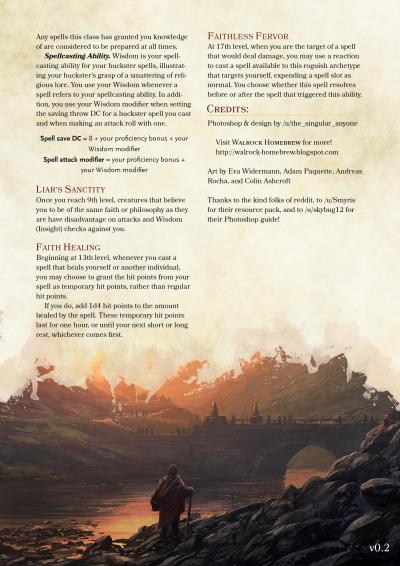 Any spells this class has granted you knowledge
of are considered to be prepared at all times.
Spellcasting Ability. Wisdom is your spell-
casting ability for your huckster spells, illustrat-
ing your huckster's grasp of a smattering of reli-
gious lore. You use your Wisdom whenever a
spell refers to your spellcasting ability. In addi-
tion, you use your Wisdom modifier when setting
the saving throw DC for a huckster spell you cast
and when making an attack roll with one.
Spell save DC = 8 + your proficiency bonus + your
Wisdom modifier
Spell attack modifier = your proficiency bonus +
your Wisdom modifier
Liar's Sanctity
Once you reach 9th level, creatures that believe
you to be of the same faith or philosophy as they
are have disadvantage on attacks and Wisdom
(Insight) checks against you.
Faith Healing
Beginning at 13th level, whenever you cast a
spell that heals yourself or another individual,
you may choose to grant the hit points from your
spell as temporary hit points, rather than regular
hit points.
If you do, add 1d4 hit points to the amount
healed by the spell. These temporary hit points
last for one hour, or until your next short or long
rest, whichever comes first.
Faithless Fervor
At 17th level, when you are the target of a spell
that would deal damage, you may use a reaction
to cast a spell available to this roguish archetype
that targets yourself, expending a spell slot as
normal. You choose whether this spell resolves
before or after the spell that triggered this ability.
Credits:
Photoshop & design by /u/the_singular_anyone
Visit Walrock Homebrew for more!
http://walrock-homebrew.blogspot.com
Art by Eva Widermann, Adam Paquette, Andreas
Rocha, and Colin Ashcroft
Thanks to the kind folks of reddit, to /u/Smyris
for their resource pack, and to /u/skybug12 for
their Photoshop guide!
v0.2